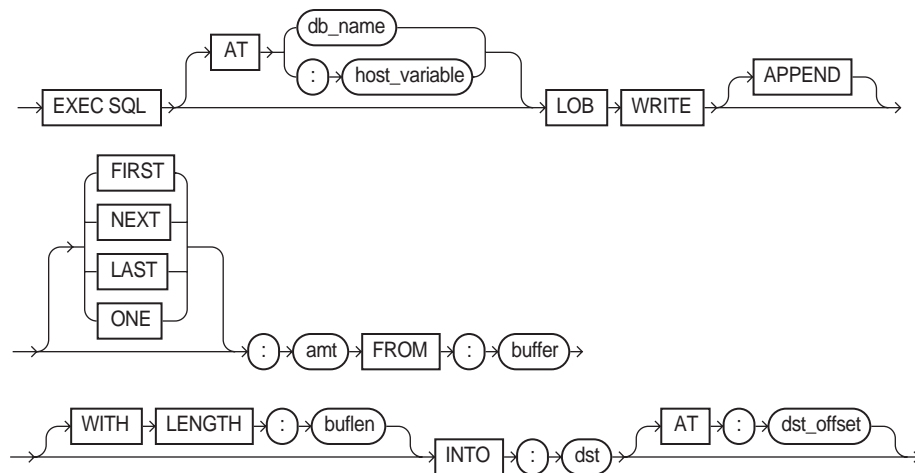 db_name
AT
: host_variable
EXEC SQL LOB WRITE APPEND
FIRST
NEXT
LAST
ONE
: amt FROM : buffer
WITH LENGTH : buflen AT : dst_offset
INTO : dst